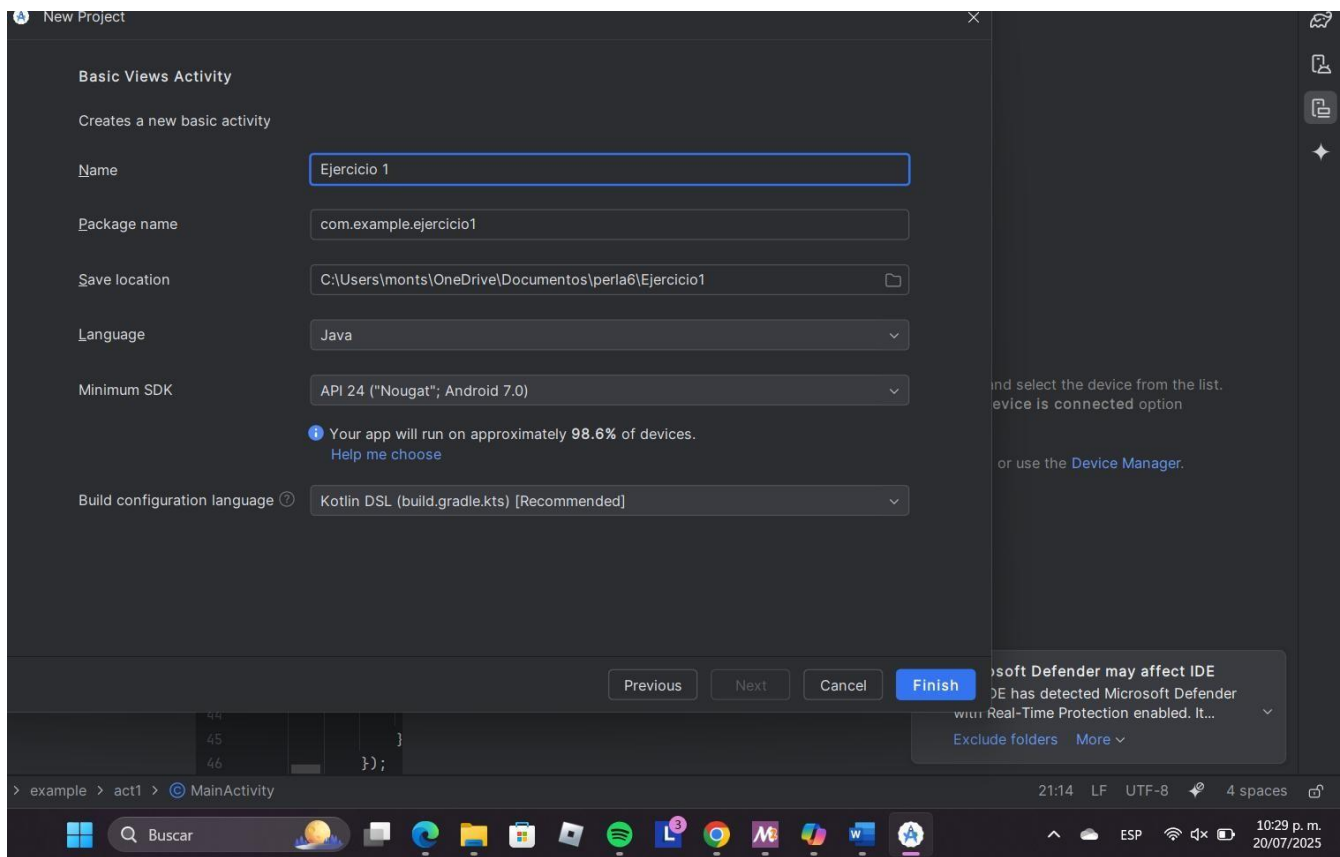 New Project
Basic Views Activity
Creates a new basic activity
Name
Ejercicio 1
Package name
com.example.ejercicio1
Save location
C:\Users\monts\OneDrive\Documentos\perla6\Ejercicio1
Language
Java
Minimum SDK
API 24 ("Nougat"; Android 7.0)
Your app will run on approximately 98.6% of devices.
Help me choose
Build configuration language
Kotlin DSL (build.gradle.kts) [Recommended]
Previous
Next
Cancel
Finish
and select the device from the list.
evice is connected option
or use the Device Manager.
osoft Defender may affect IDE
DE has detected Microsoft Defender
with Real-Time Protection enabled. It...
Exclude folders More
44
45 }
46 });
> example > act1 > MainActivity
21:14 LF UTF-8 4 spaces
Buscar
3
ESP
10:29 p. m.
20/07/2025